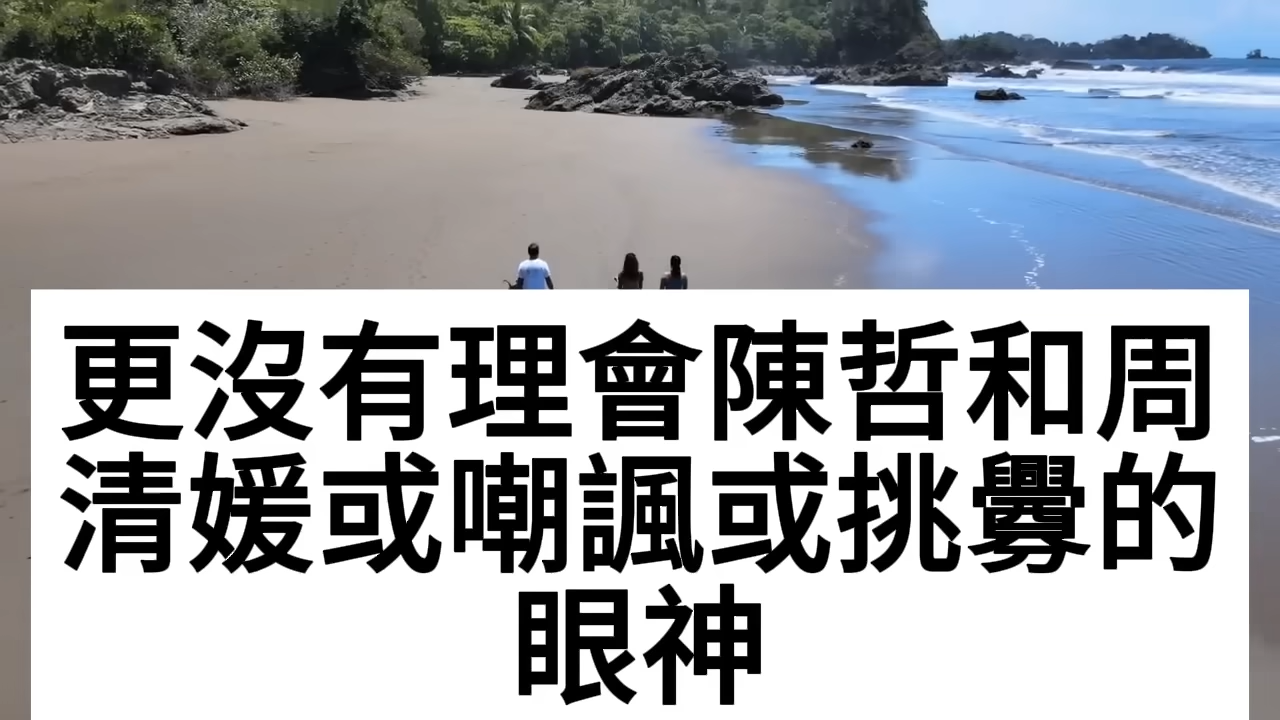 更沒有理會陳哲和周
清媛或嘲諷或挑釁的
眼神